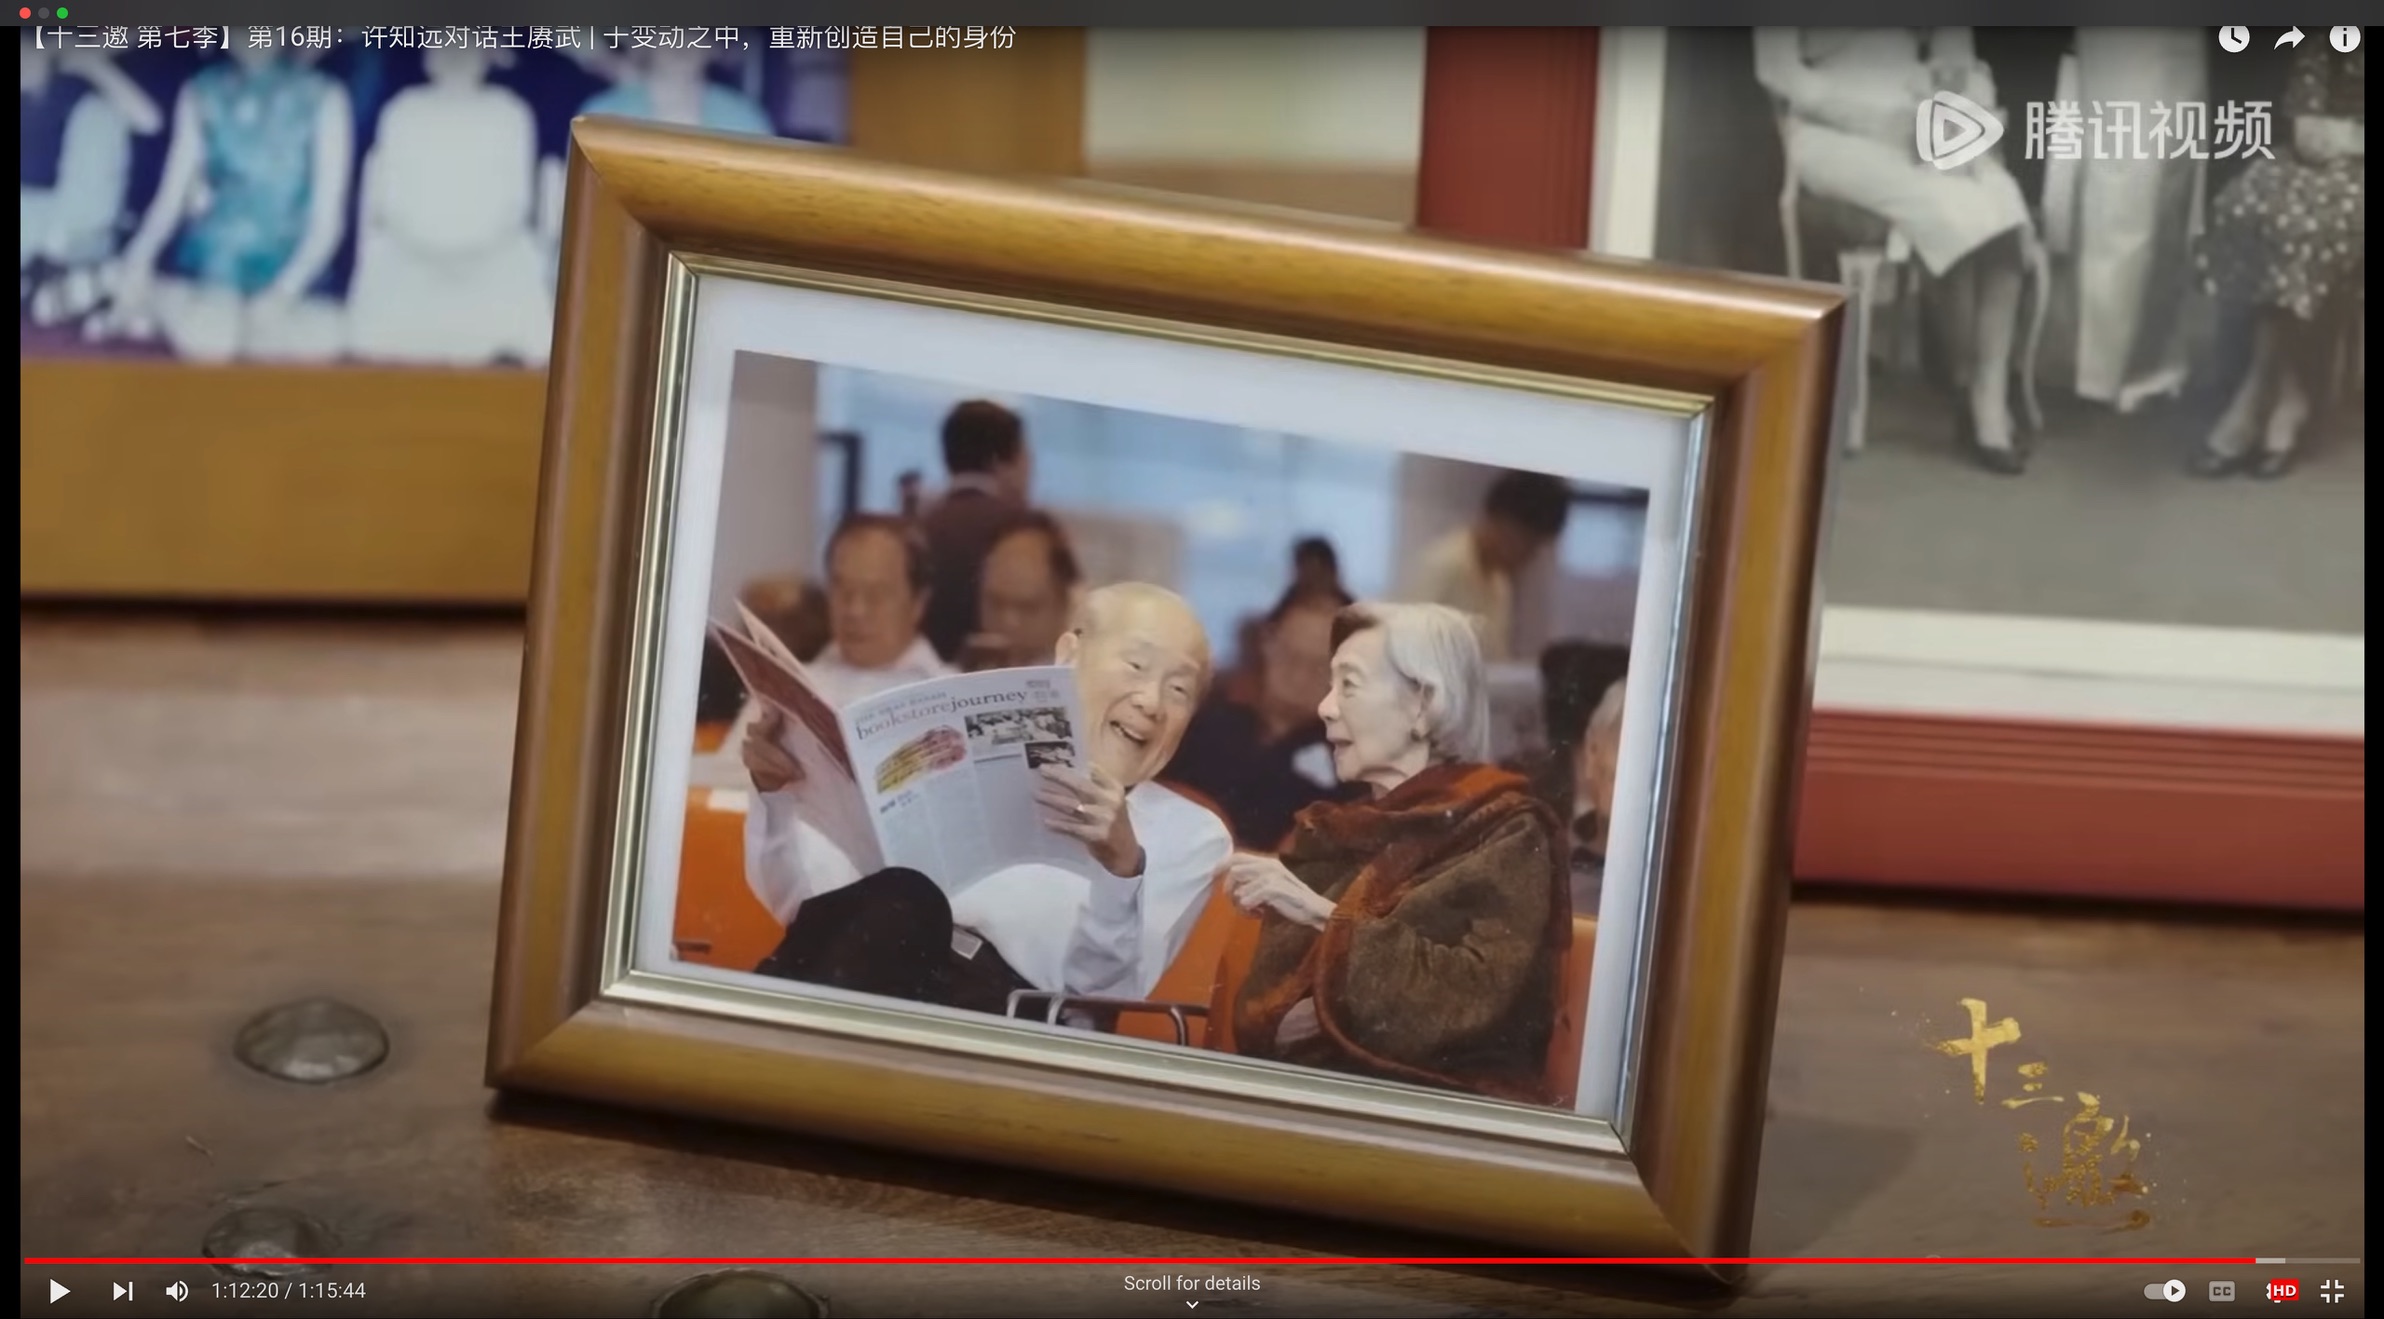 【十三邀 第七季】第16期：许知远对话王赓武 | 于变动之中，重新创造自己的身份
腾讯视频
bookstorejourney
十三邀
1:12:20 / 1:15:44
Scroll for details
CC
HD